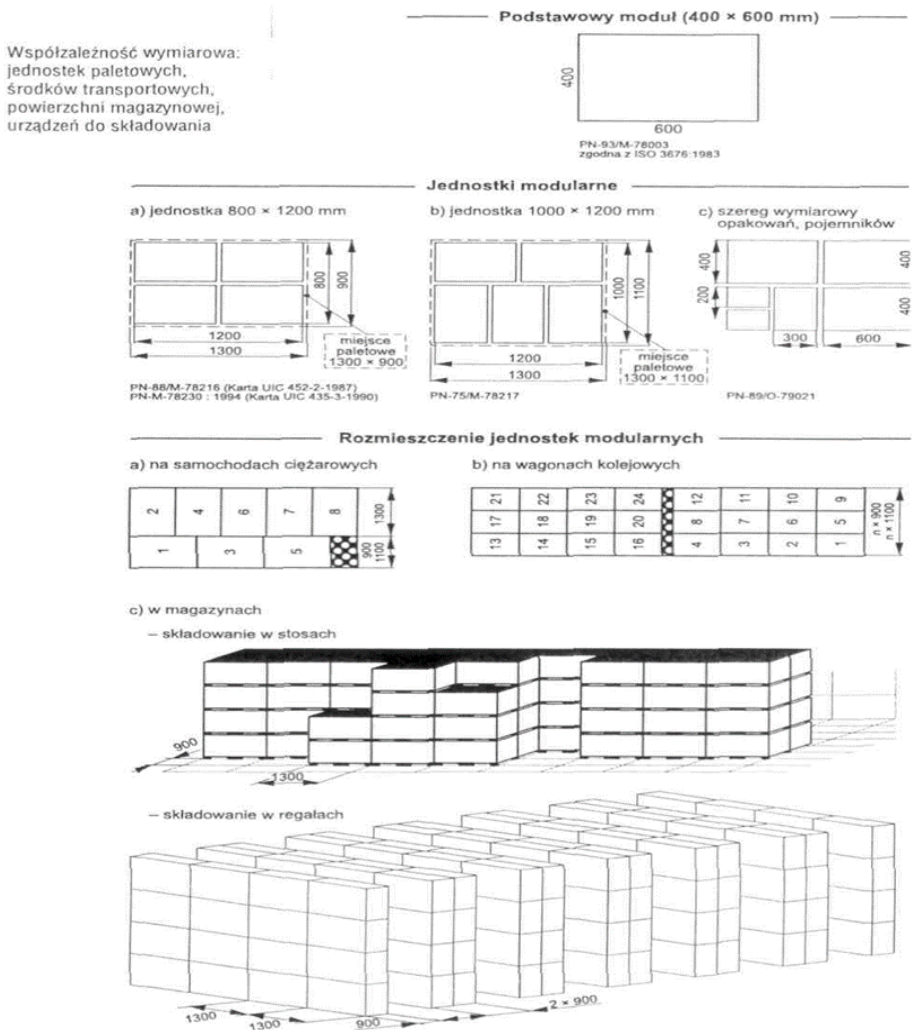 Współzależność wymiarowa:
jednostek paletowych,
środków transportowych,
powierzchni magazynowej,
urządzeń do składowania
Podstawowy moduł (400 × 600 mm)
400
600
PN-93/M-78003
zgodna z ISO 3676:1983
Jednostki modularne
a) jednostka 800 × 1200 mm
800
900
1200
1300
miejsce
paletowe
1300 × 900
PN-88/M-78216 (Karta UIC 452-2-1987)
PN-M-78230 : 1994 (Karta UIC 435-3-1990)
b) jednostka 1000 × 1200 mm
1000
1100
1200
1300
miejsce
paletowe
1300 × 1100
PN-75/M-78217
c) szereg wymiarowy
opakowań, pojemników
400
400
200
400
300
600
PN-89/O-79021
Rozmieszczenie jednostek modularnych
a) na samochodach ciężarowych
2 4 6 7 8
1300
1 3 5
900
1100
b) na wagonach kolejowych
21 22 23 24 12 11 10 9
17 18 19 20 8 7 6 5
13 14 15 16 4 3 2 1
n × 900
n × 1100
c) w magazynach
– składowanie w stosach
900
1300
– składowanie w regałach
1300
1300
900
2 × 900